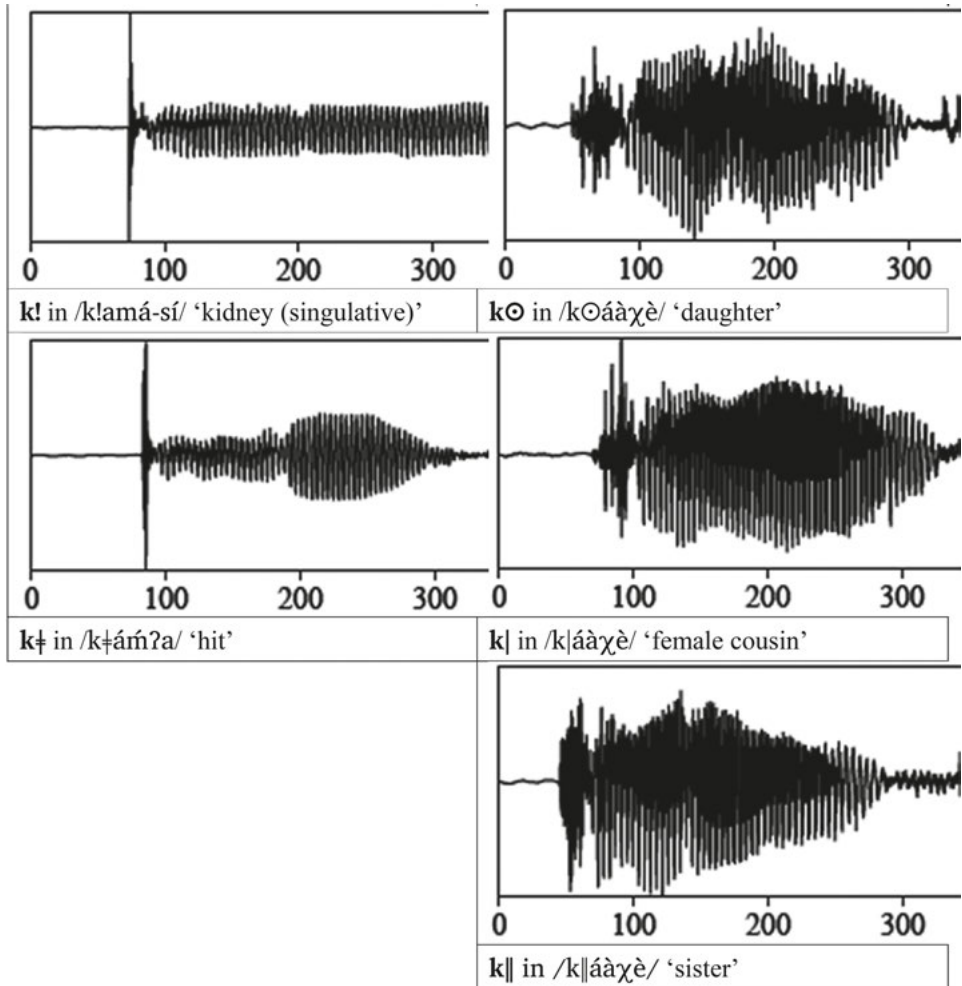 0 100 200 300
0 100 200 300
k! in /k!amá-sí/ ‘kidney (singulative)’
kʘ in /kʘáàχè/ ‘daughter’
0 100 200 300
0 100 200 300
kǂ in /kǂáḿʔa/ ‘hit’
k| in /k|áàχè/ ‘female cousin’
0 100 200 300
k‖ in /k‖áàχè/ ‘sister’